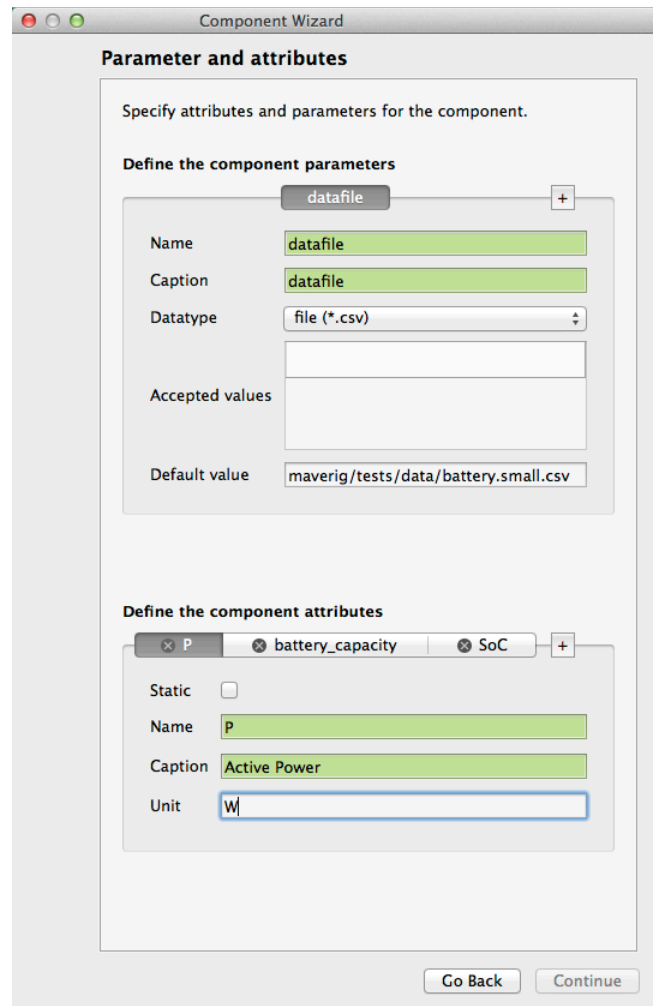 Component Wizard
Parameter and attributes
Specify attributes and parameters for the component.
Define the component parameters
datafile +
Name datafile
Caption datafile
Datatype file (*.csv)
Accepted values
Default value maverig/tests/data/battery.small.csv
Define the component attributes
P battery_capacity SoC +
Static
Name P
Caption Active Power
Unit W
Go Back Continue